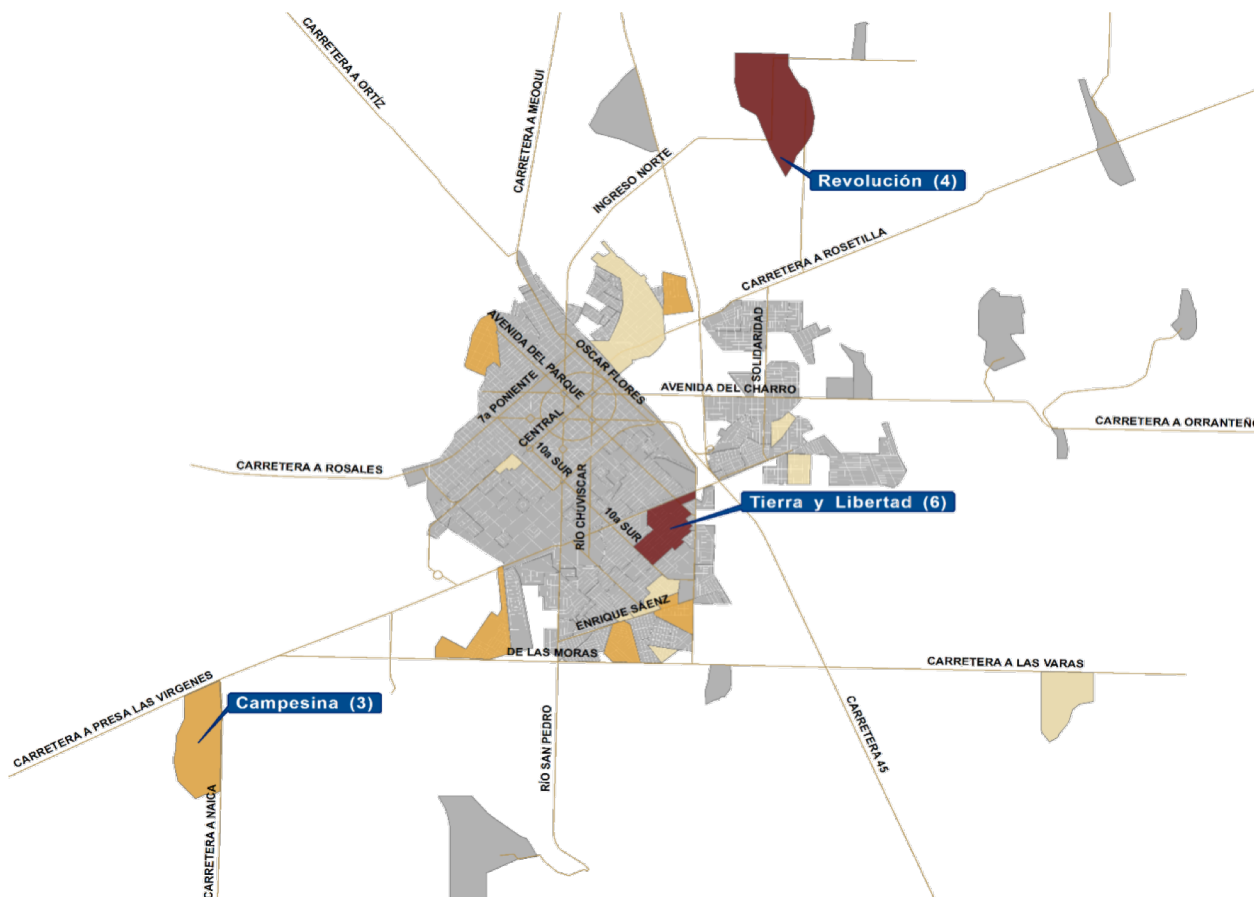 CARRETERA A ORTÍZ
CARRETERA A MEOQUI
INGRESO NORTE
Revolución (4)
CARRETERA A ROSETILLA
AVENIDA DEL PARQUE
OSCAR FLORES
SOLIDARIDAD
AVENIDA DEL CHARRO
7a PONIENTE
CENTRAL
CARRETERA A ORRANTEÑO
10a SUR
CARRETERA A ROSALES
RÍO CHUVISCAR
Tierra y Libertad (6)
10a SUR
ENRIQUE SÁENZ
DE LAS MORAS
CARRETERA A LAS VARAS
CARRETERA A PRESA LAS VIRGENES
Campesina (3)
RÍO SAN PEDRO
CARRETERA 45
CARRETERA A NAICA